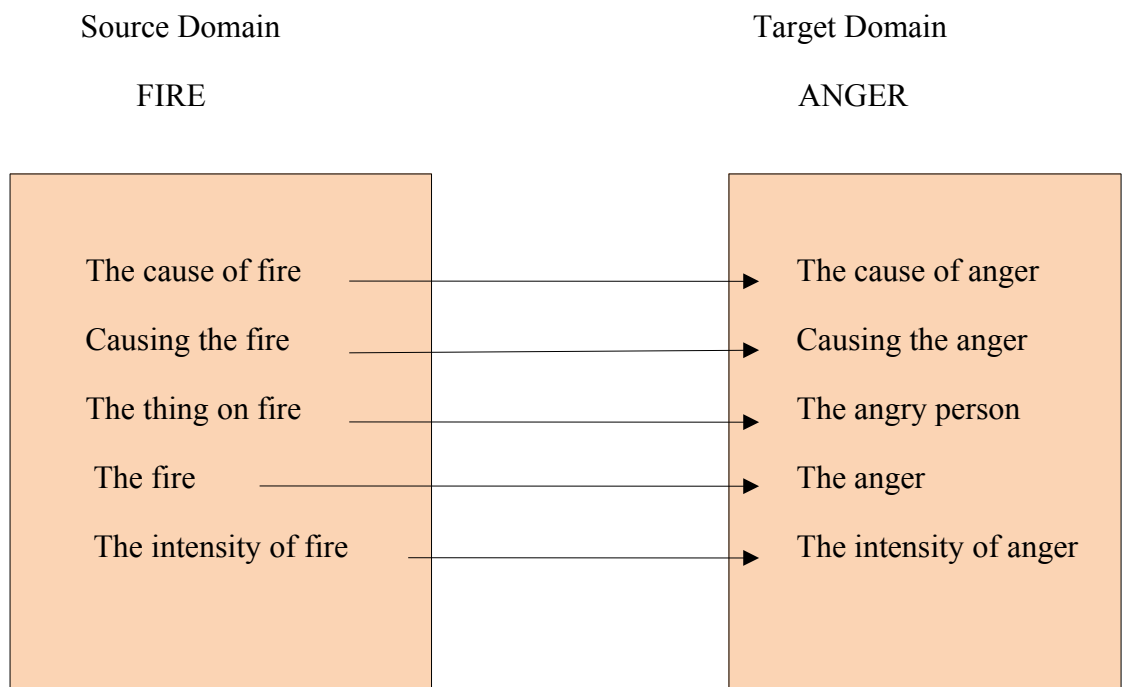 Source Domain Target Domain
FIRE ANGER
The cause of fire The cause of anger
Causing the fire Causing the anger
The thing on fire The angry person
The fire The anger
The intensity of fire The intensity of anger